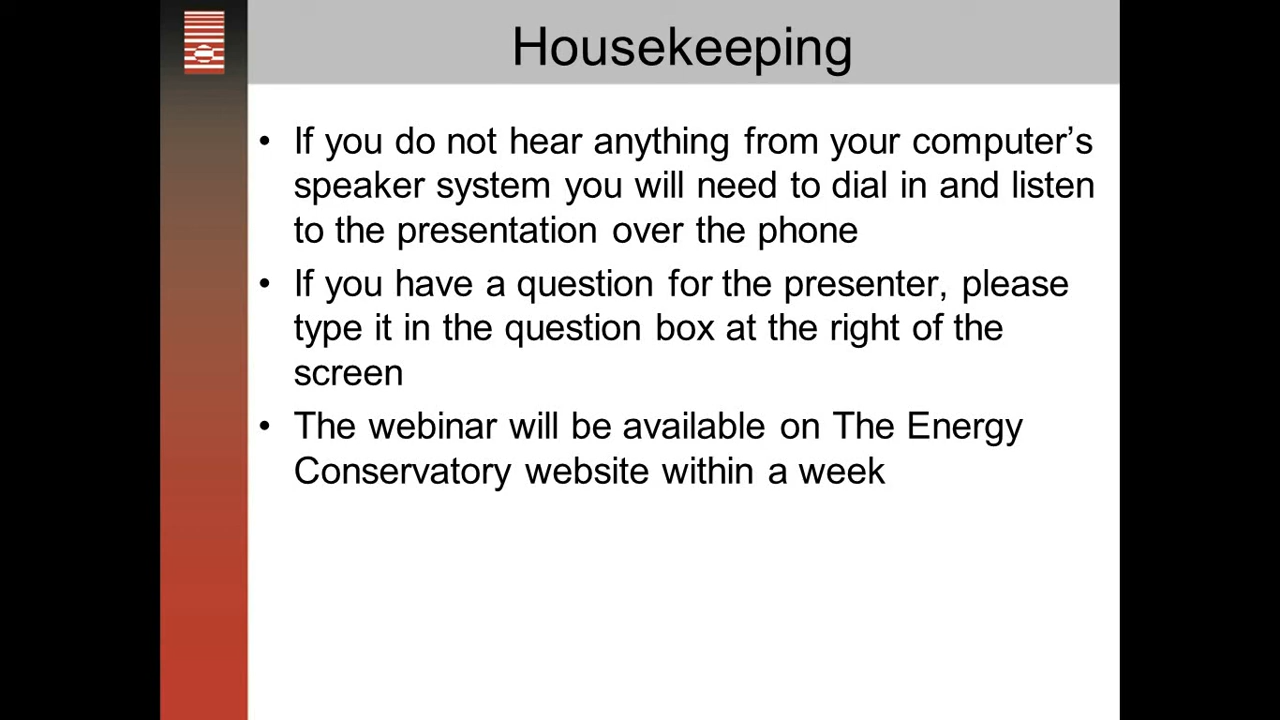 Housekeeping
• If you do not hear anything from your computer’s
speaker system you will need to dial in and listen
to the presentation over the phone
• If you have a question for the presenter, please
type it in the question box at the right of the
screen
• The webinar will be available on The Energy
Conservatory website within a week